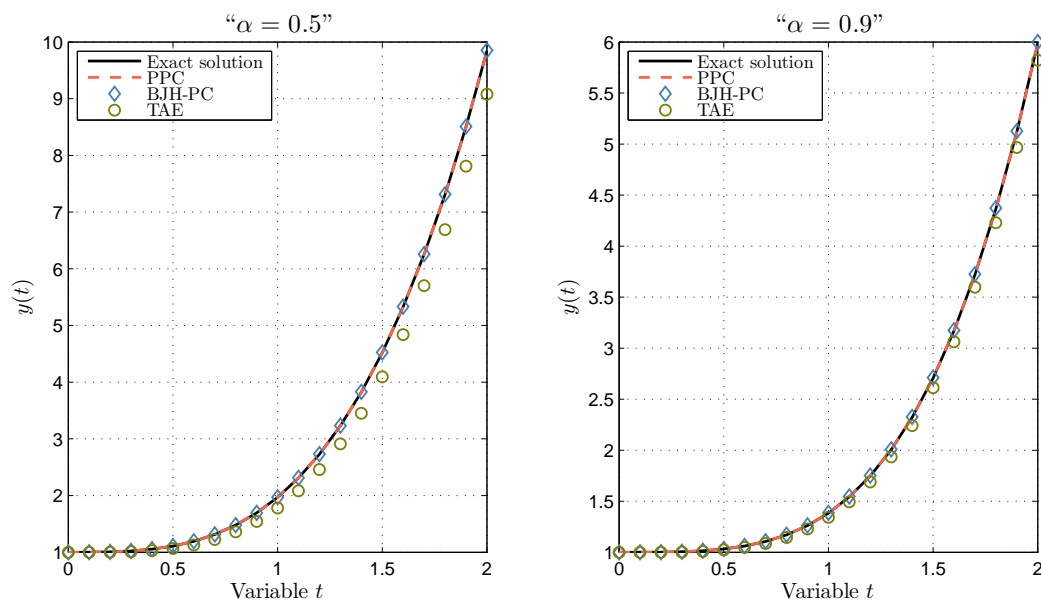 “α = 0.5”
10
9
8
7
6
5
4
3
2
1
y(t)
Exact solution
PPC
BJH-PC
TAE
0
0.5
1
1.5
2
Variable t
“α = 0.9”
6
5.5
5
4.5
4
3.5
3
2.5
2
1.5
1
y(t)
Exact solution
PPC
BJH-PC
TAE
0
0.5
1
1.5
2
Variable t